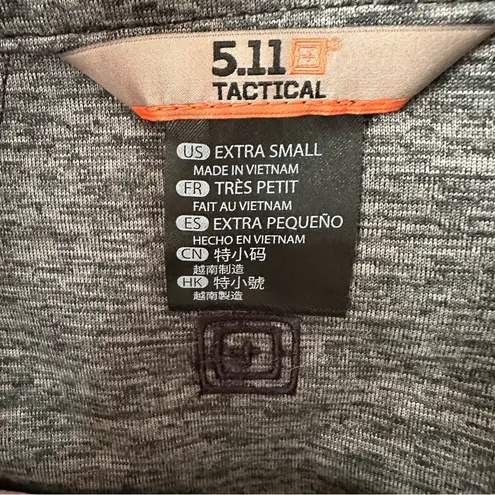 5.11®
TACTICAL
US EXTRA SMALL
MADE IN VIETNAM
FR TRÈS PETIT
FAIT AU VIETNAM
ES EXTRA PEQUEÑO
HECHO EN VIETNAM
CN 特小码
越南制造
HK 特小號
越南製造